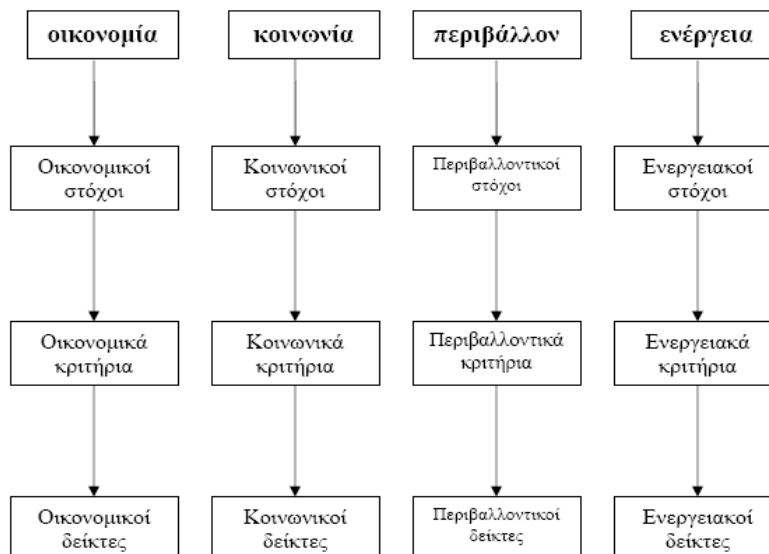 οικονομία
κοινωνία
περιβάλλον
ενέργεια
Οικονομικοί
στόχοι
Κοινωνικοί
στόχοι
Περιβαλλοντικοί
στόχοι
Ενεργειακοί
στόχοι
Οικονομικά
κριτήρια
Κοινωνικά
κριτήρια
Περιβαλλοντικά
κριτήρια
Ενεργειακά
κριτήρια
Οικονομικοί
δείκτες
Κοινωνικοί
δείκτες
Περιβαλλοντικοί
δείκτες
Ενεργειακοί
δείκτες